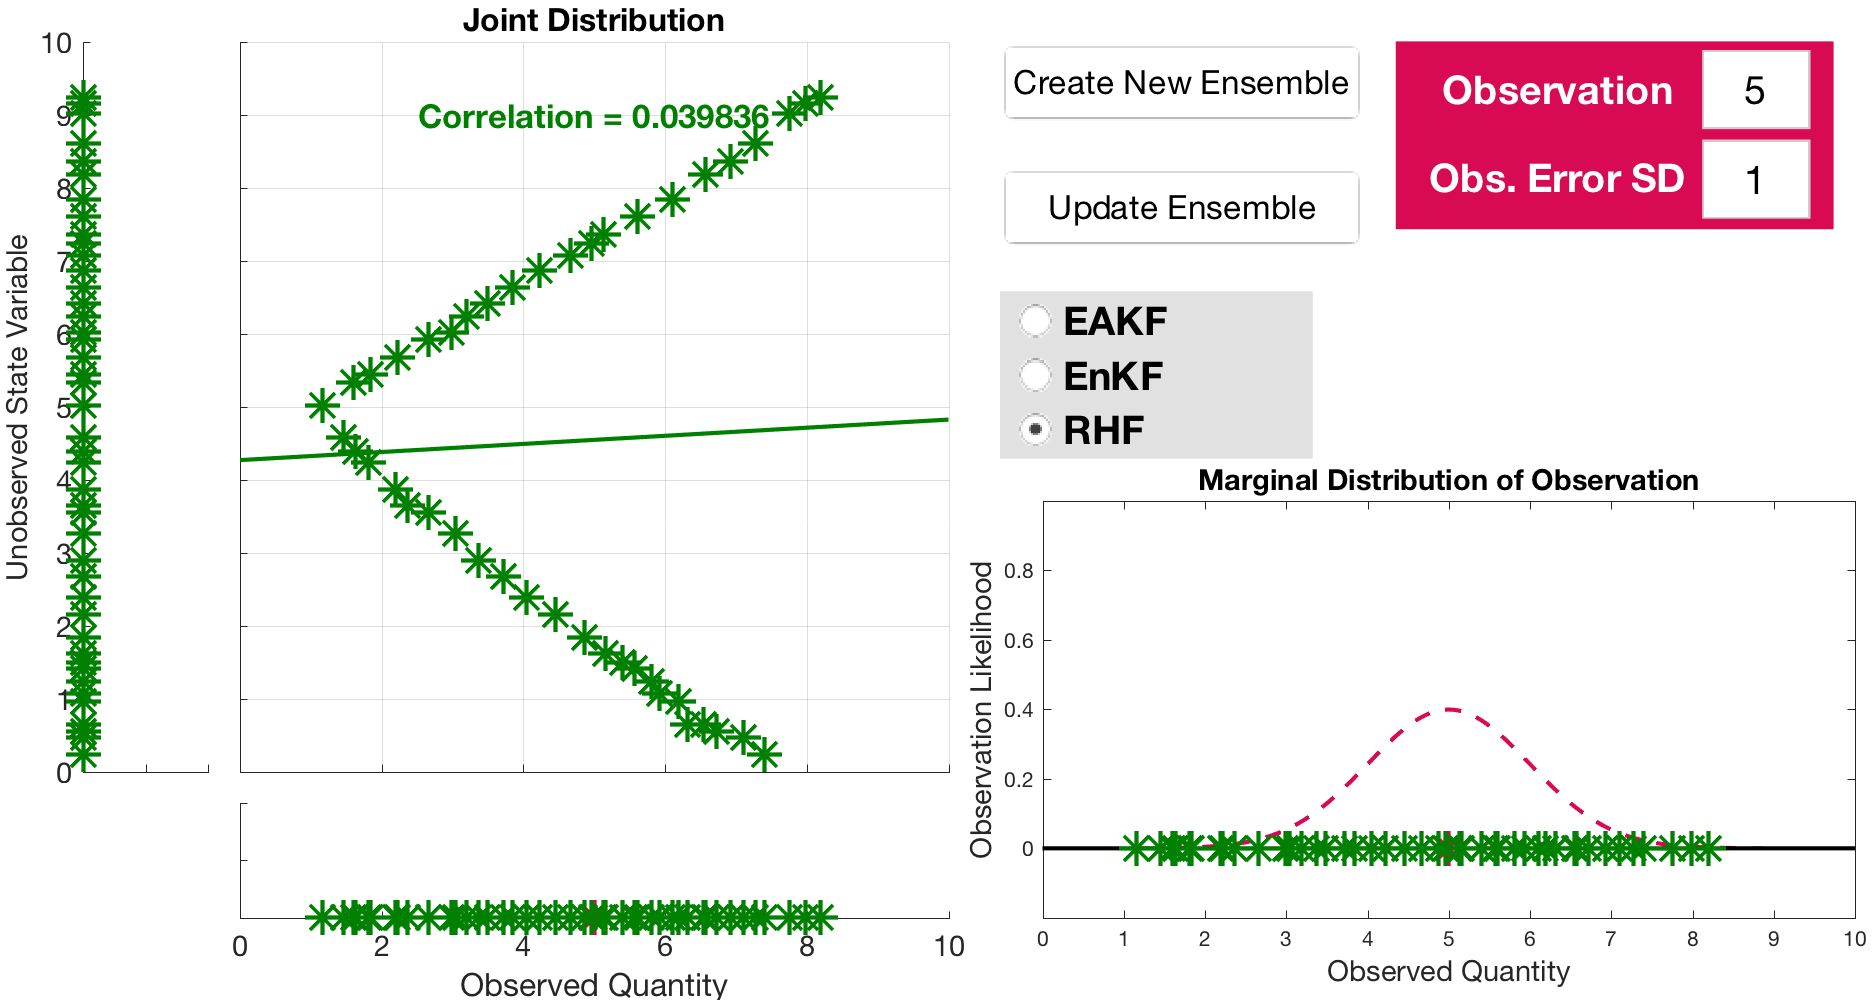 Joint Distribution
Correlation = 0.039836
Unobserved State Variable
10
9
8
7
6
5
4
3
2
1
0
0 2 4 6 8 10
Observed Quantity
Create New Ensemble
Update Ensemble
Observation 5
Obs. Error SD 1
EAKF
EnKF
RHF
Marginal Distribution of Observation
Observation Likelihood
0.8
0.6
0.4
0.2
0
0 1 2 3 4 5 6 7 8 9 10
Observed Quantity